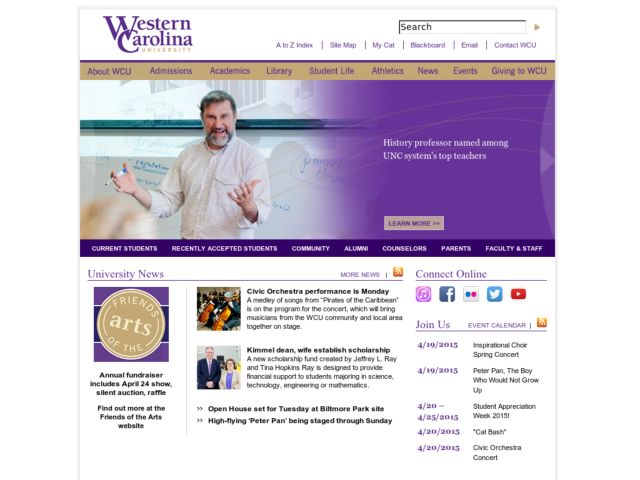 Western
Carolina
UNIVERSITY
Search
A to Z Index | Site Map | My Cat | Blackboard | Email | Contact WCU
About WCU Admissions Academics Library Student Life Athletics News Events Giving to WCU
History professor named among
UNC system's top teachers
LEARN MORE >>
CURRENT STUDENTS RECENTLY ACCEPTED STUDENTS COMMUNITY ALUMNI COUNSELORS PARENTS FACULTY & STAFF
University News
MORE NEWS |
FRIENDS
arts
OF THE
Annual fundraiser
includes April 24 show,
silent auction, raffle
Find out more at the
Friends of the Arts
website
Civic Orchestra performance is Monday
A medley of songs from “Pirates of the Caribbean”
is on the program for the concert, which will bring
musicians from the WCU community and local area
together on stage.
Kimmel dean, wife establish scholarship
A new scholarship fund created by Jeffrey L. Ray
and Tina Hopkins Ray is designed to provide
financial support to students majoring in science,
technology, engineering or mathematics.
>> Open House set for Tuesday at Biltmore Park site
>> High-flying ‘Peter Pan’ being staged through Sunday
Connect Online
Join Us
EVENT CALENDAR |
4/19/2015 Inspirational Choir
Spring Concert
4/19/2015 Peter Pan, The Boy
Who Would Not Grow
Up
4/20 – Student Appreciation
4/25/2015 Week 2015!
4/20/2015 "Cat Bash"
4/20/2015 Civic Orchestra
Concert